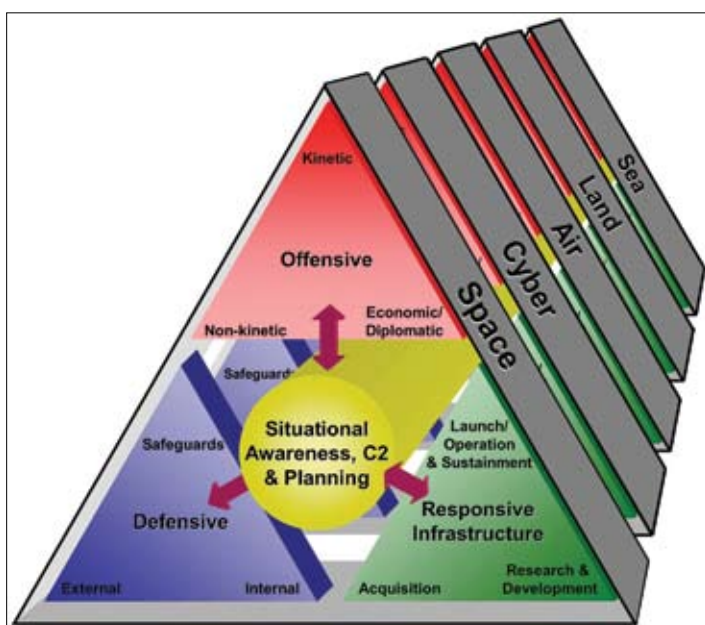 Kinetic
Offensive
Non-kinetic
Economic/
Diplomatic
Safeguards
Safeguards
Situational
Awareness, C2
& Planning
Defensive
External
Internal
Launch/
Operation
& Sustainment
Responsive
Infrastructure
Acquisition
Research &
Development
Space
Cyber
Air
Land
Sea